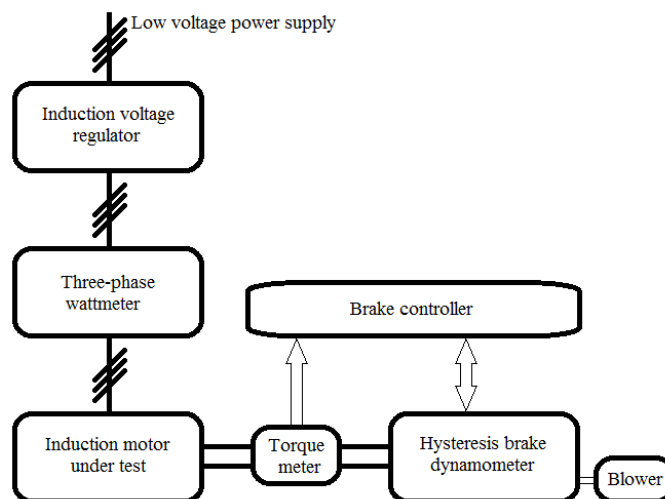 Low voltage power supply
Induction voltage
regulator
Three-phase
wattmeter
Brake controller
Induction motor
under test
Torque
meter
Hysteresis brake
dynamometer
Blower